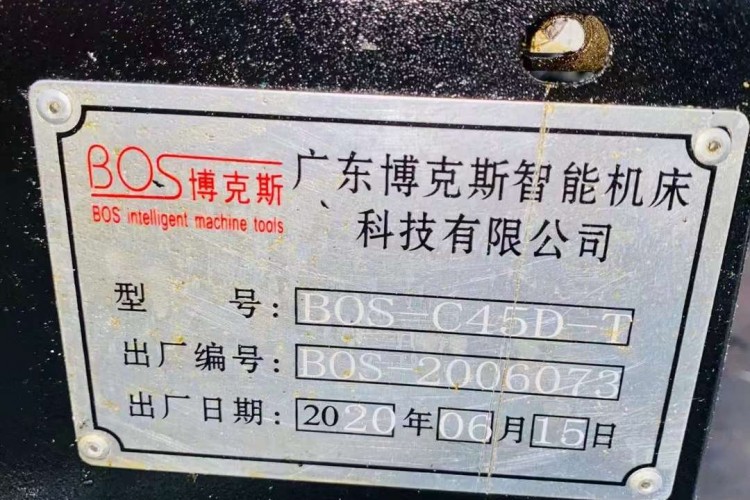 BOS博克斯
BOS intelligent machine tools
广东博克斯智能机床
科技有限公司
型 号: BOS-C45D-T
出厂编号: BOS-2006073
出厂日期: 2020年06月15日